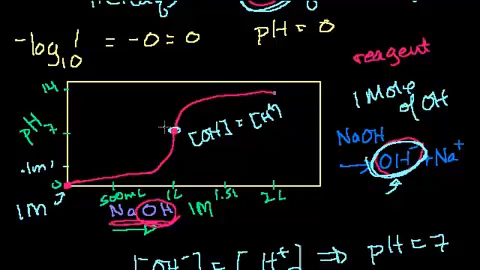 -log₁₀ 1 = -0 = 0
pH = 0
reagent
1 Mole of OH
NaOH
→ OH⁻ + Na⁺
14
pH
7
.1M
0
[OH] = [H⁺]
500mL 1L 1.5L 2L
1M
NaOH 1M
[OH⁻] = [H⁺] ⇒ pH = 7